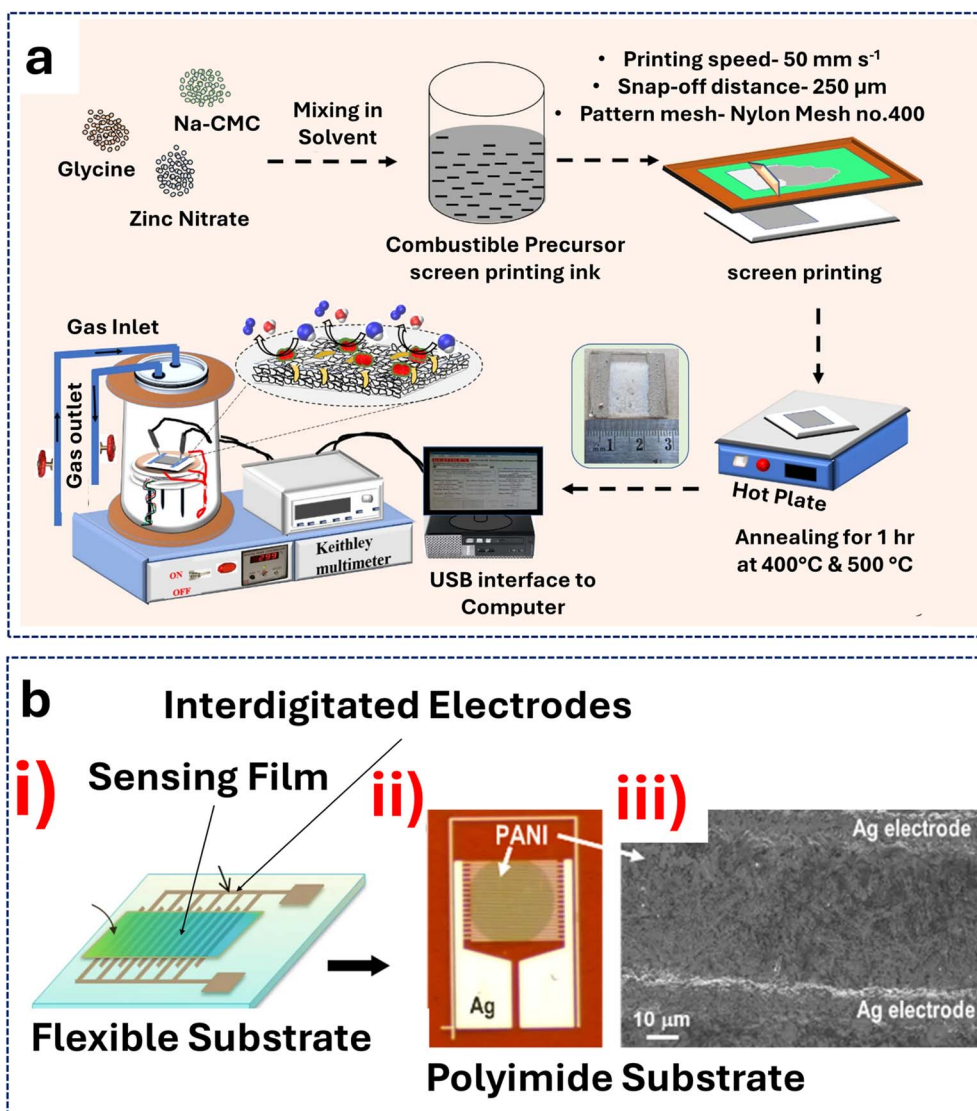 a
Na-CMC
Glycine
Zinc Nitrate
Mixing in
Solvent
Combustible Precursor
screen printing ink
• Printing speed- 50 mm s⁻¹
• Snap-off distance- 250 µm
• Pattern mesh- Nylon Mesh no.400
screen printing
Hot Plate
Annealing for 1 hr
at 400°C & 500 °C
mm 1 2 3
Gas Inlet
Gas outlet
ON
OFF
Keithley
multimeter
USB interface to
Computer
b
Interdigitated Electrodes
i)
Sensing Film
Flexible Substrate
ii)
PANI
Ag
iii)
Ag electrode
Ag electrode
10 µm
Polyimide Substrate